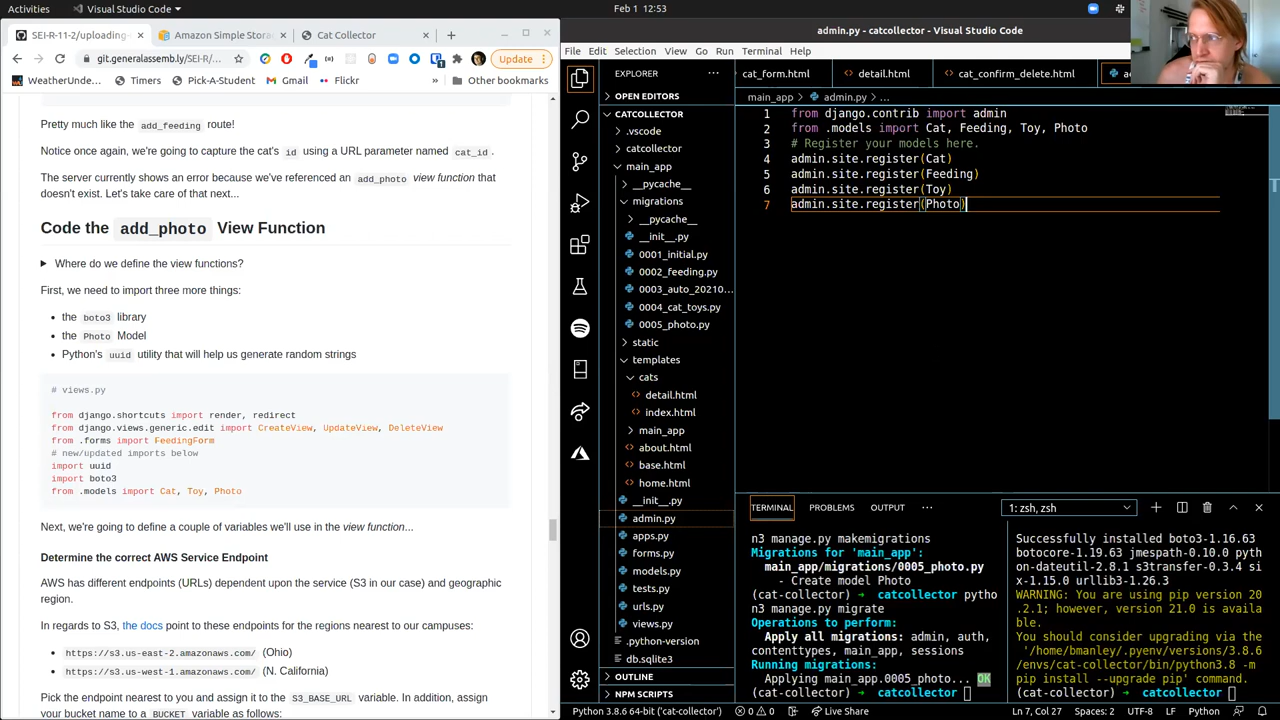 Activities
Visual Studio Code
Feb 1 12:53
SEI-R-11-2/uploading-
Amazon Simple Stora
Cat Collector
git.generalassemb.ly/SEI-R/...
Update
WeatherUnde...
Timers
Pick-A-Student
Gmail
Flickr
Other bookmarks
Pretty much like the add_feeding route!
Notice once again, we're going to capture the cat's id using a URL parameter named cat_id .
The server currently shows an error because we've referenced an add_photo view function that
doesn't exist. Let's take care of that next...
Code the add_photo View Function
Where do we define the view functions?
First, we need to import three more things:
the boto3 library
the Photo Model
Python's uuid utility that will help us generate random strings
# views.py
from django.shortcuts import render, redirect
from django.views.generic.edit import CreateView, UpdateView, DeleteView
from .forms import FeedingForm
# new/updated imports below
import uuid
import boto3
from .models import Cat, Toy, Photo
Next, we're going to define a couple of variables we'll use in the view function...
Determine the correct AWS Service Endpoint
AWS has different endpoints (URLs) dependent upon the service (S3 in our case) and geographic
region.
In regards to S3, the docs point to these endpoints for the regions nearest to our campuses:
https://s3.us-east-2.amazonaws.com/ (Ohio)
https://s3.us-west-1.amazonaws.com/ (N. California)
Pick the endpoint nearest to you and assign it to the S3_BASE_URL variable. In addition, assign
your bucket name to a BUCKET variable as follows:
admin.py - catcollector - Visual Studio Code
File Edit Selection View Go Run Terminal Help
EXPLORER
OPEN EDITORS
CATCOLLECTOR
.vscode
catcollector
main_app
__pycache__
migrations
__pycache__
__init__.py
0001_initial.py
0002_feeding.py
0003_auto_20210...
0004_cat_toys.py
0005_photo.py
static
templates
cats
detail.html
index.html
main_app
about.html
base.html
home.html
__init__.py
admin.py
apps.py
forms.py
models.py
tests.py
urls.py
views.py
.python-version
db.sqlite3
OUTLINE
NPM SCRIPTS
cat_form.html
detail.html
cat_confirm_delete.html
main_app > admin.py > ...
1 from django.contrib import admin
2 from .models import Cat, Feeding, Toy, Photo
3 # Register your models here.
4 admin.site.register(Cat)
5 admin.site.register(Feeding)
6 admin.site.register(Toy)
7 admin.site.register(Photo)
TERMINAL PROBLEMS OUTPUT ...
1: zsh, zsh
n3 manage.py makemigrations
Migrations for 'main_app':
main_app/migrations/0005_photo.py
- Create model Photo
(cat-collector) → catcollector pytho
n3 manage.py migrate
Operations to perform:
Apply all migrations: admin, auth,
contenttypes, main_app, sessions
Running migrations:
Applying main_app.0005_photo... OK
(cat-collector) → catcollector
Successfully installed boto3-1.16.63
botocore-1.19.63 jmespath-0.10.0 pyth
on-dateutil-2.8.1 s3transfer-0.3.4 si
x-1.15.0 urllib3-1.26.3
WARNING: You are using pip version 20
.2.1; however, version 21.0 is availa
ble.
You should consider upgrading via the
'/home/bmanley/.pyenv/versions/3.8.6
/envs/cat-collector/bin/python3.8 -m
pip install --upgrade pip' command.
(cat-collector) → catcollector
Python 3.8.6 64-bit ('cat-collector')
0 0
Live Share
Ln 7, Col 27
Spaces: 2
UTF-8
LF
Python